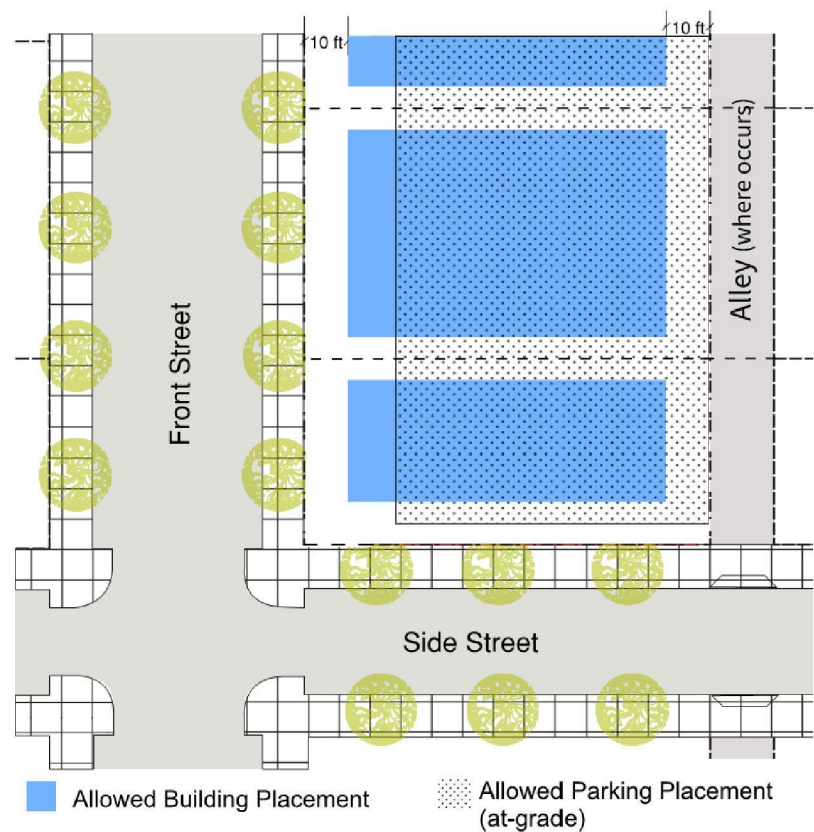 10 ft
10 ft
Front Street
Alley (where occurs)
Side Street
Allowed Building Placement
Allowed Parking Placement
(at-grade)